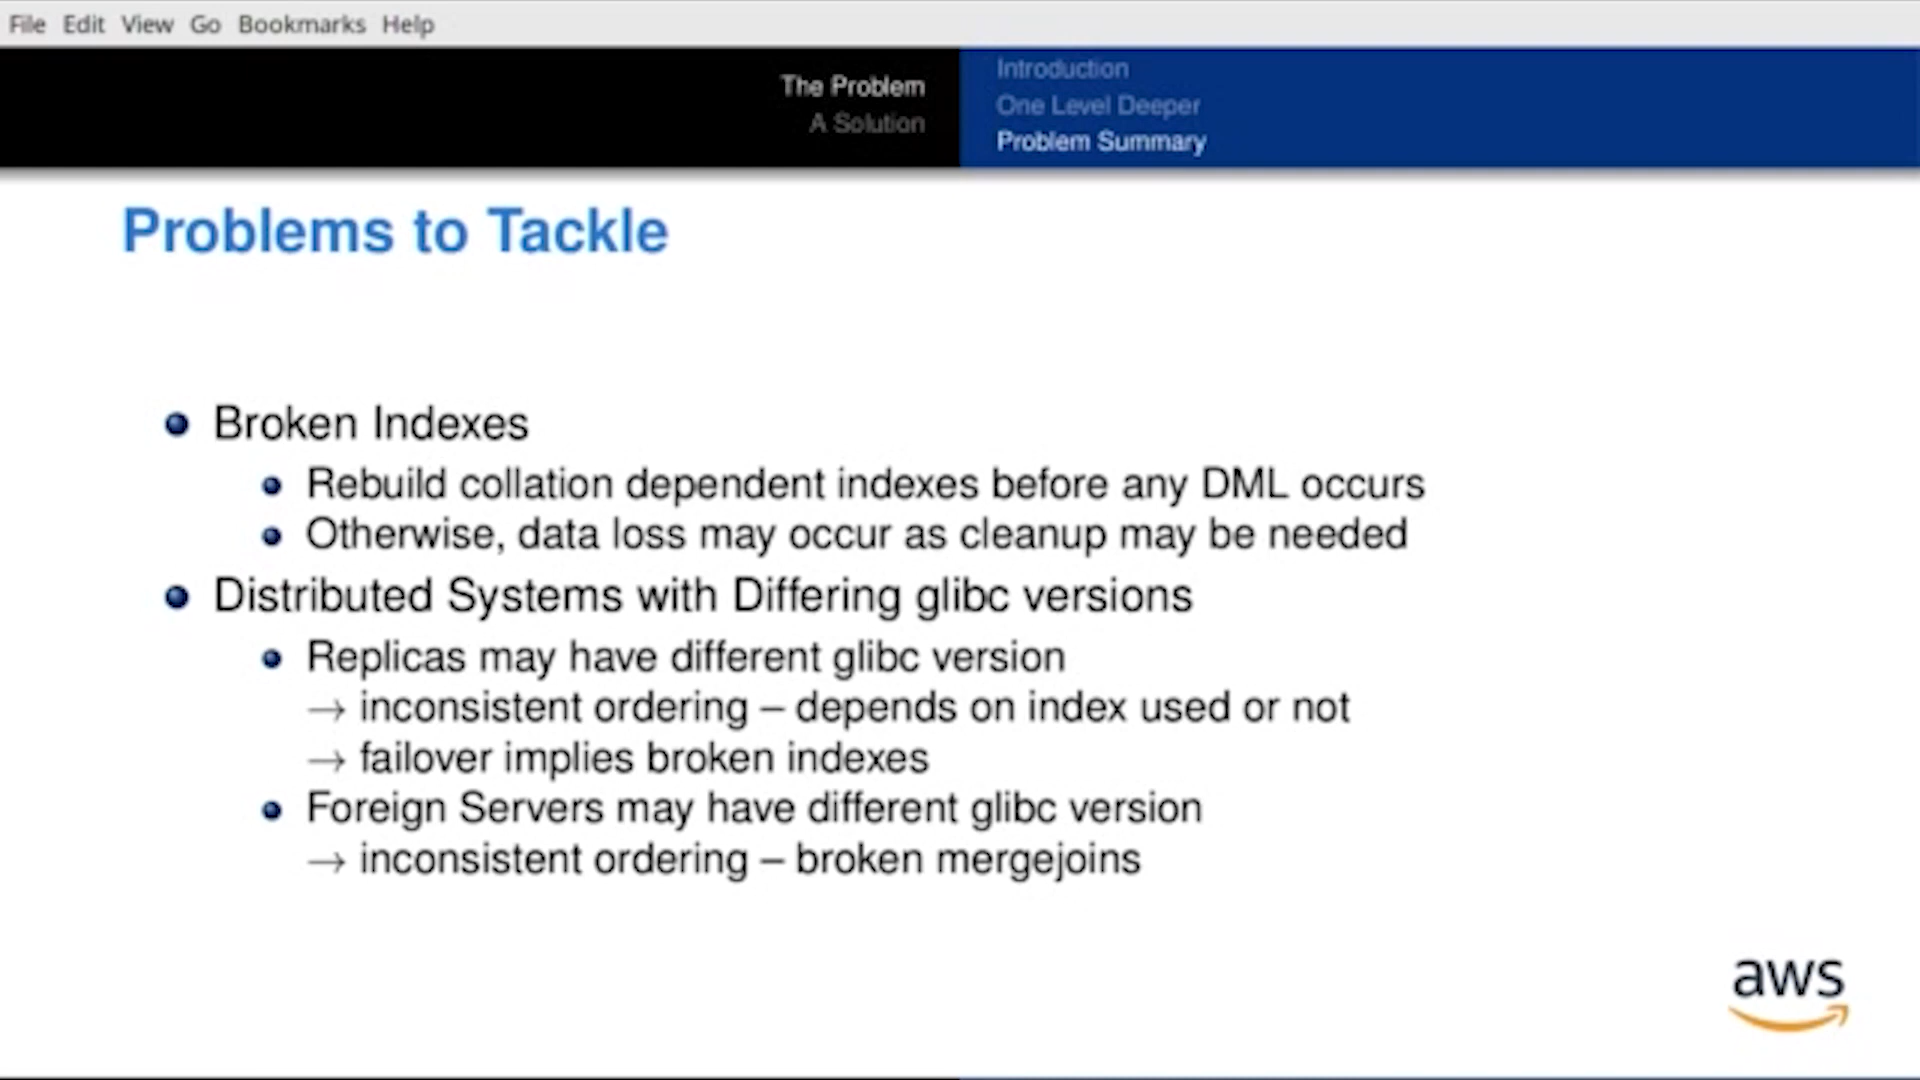 File Edit View Go Bookmarks Help
The Problem
A Solution
Introduction
One Level Deeper
Problem Summary
Problems to Tackle
Broken Indexes
Rebuild collation dependent indexes before any DML occurs
Otherwise, data loss may occur as cleanup may be needed
Distributed Systems with Differing glibc versions
Replicas may have different glibc version
→ inconsistent ordering – depends on index used or not
→ failover implies broken indexes
Foreign Servers may have different glibc version
→ inconsistent ordering – broken mergejoins
aws